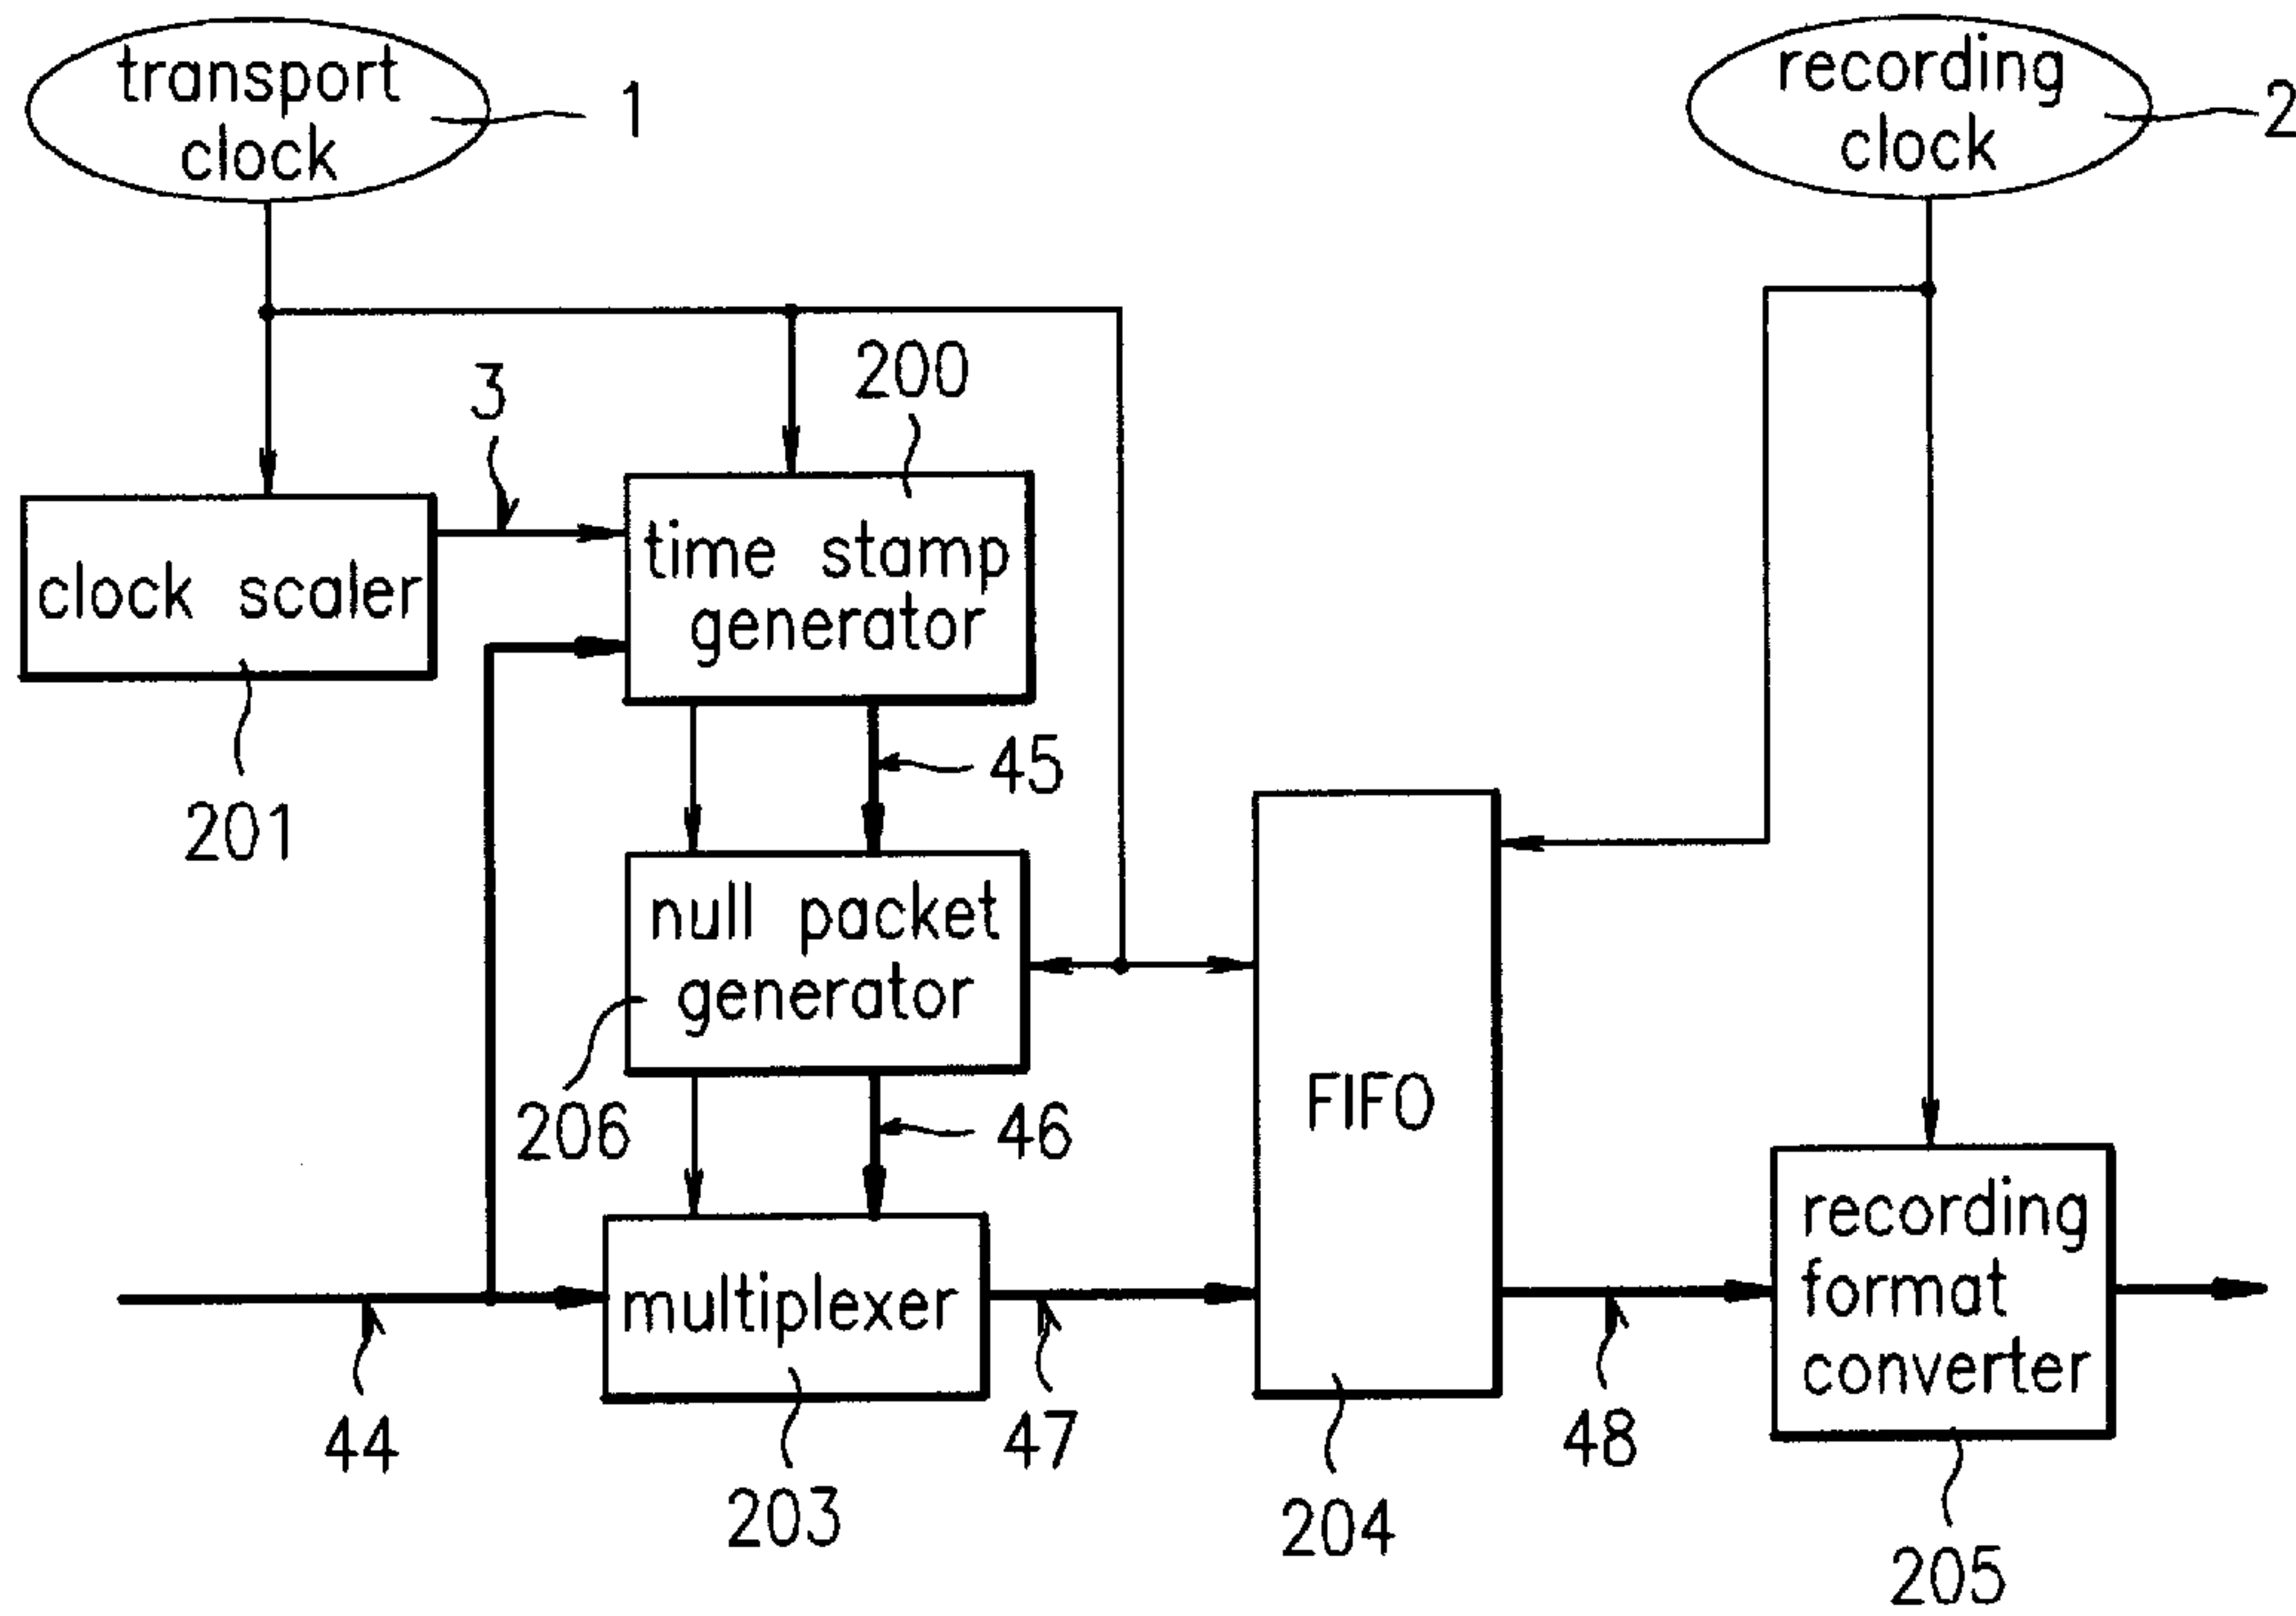 transport
clock
1
recording
clock
2
3
200
clock scaler
time stamp
generator
201
45
null packet
generator
206
46
FIFO
multiplexer
recording
format
converter
44
47
48
203
204
205